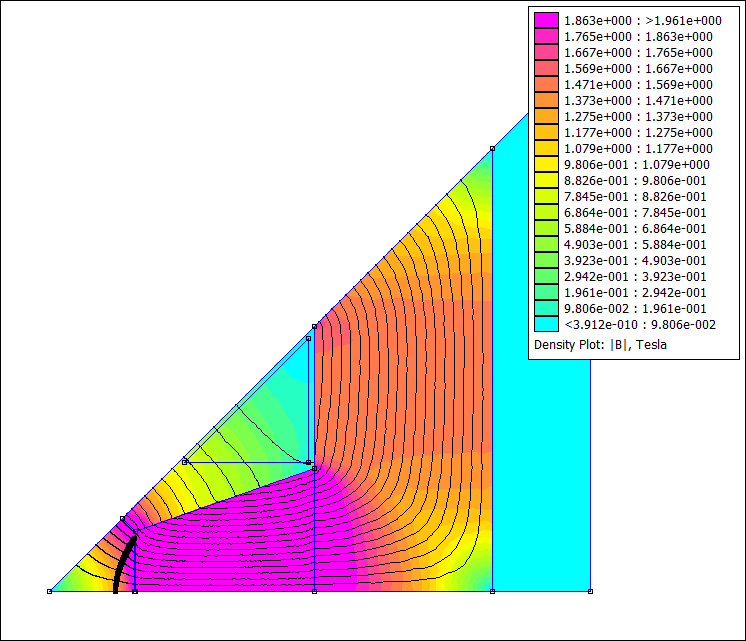 1.863e+000 : >1.961e+000
1.765e+000 : 1.863e+000
1.667e+000 : 1.765e+000
1.569e+000 : 1.667e+000
1.471e+000 : 1.569e+000
1.373e+000 : 1.471e+000
1.275e+000 : 1.373e+000
1.177e+000 : 1.275e+000
1.079e+000 : 1.177e+000
9.806e-001 : 1.079e+000
8.826e-001 : 9.806e-001
7.845e-001 : 8.826e-001
6.864e-001 : 7.845e-001
5.884e-001 : 6.864e-001
4.903e-001 : 5.884e-001
3.923e-001 : 4.903e-001
2.942e-001 : 3.923e-001
1.961e-001 : 2.942e-001
9.806e-002 : 1.961e-001
<3.912e-010 : 9.806e-002
Density Plot: |B|, Tesla